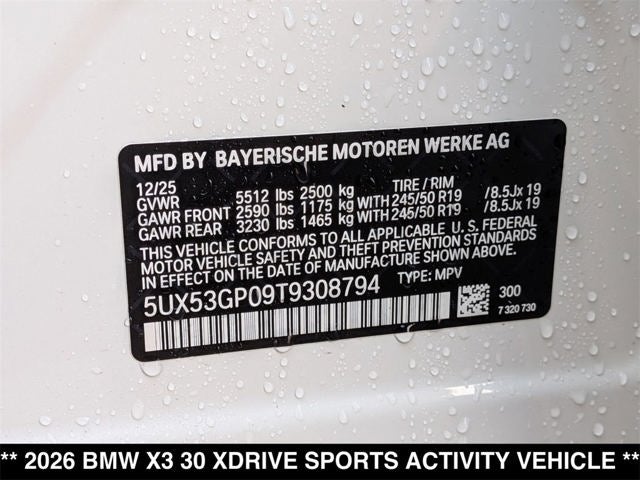 MFD BY BAYERISCHE MOTOREN WERKE AG
12/25 TIRE / RIM
GVWR 5512 lbs 2500 kg
GAWR FRONT 2590 lbs 1175 kg WITH 245/50 R19 /8.5Jx 19
GAWR REAR 3230 lbs 1465 kg WITH 245/50 R19 /8.5Jx 19
THIS VEHICLE CONFORMS TO ALL APPLICABLE U.S. FEDERAL
MOTOR VEHICLE SAFETY AND THEFT PREVENTION STANDARDS
IN EFFECT ON THE DATE OF MANUFACTURE SHOWN ABOVE.
5UX53GP09T9308794 TYPE: MPV
300
7 320 730
** 2026 BMW X3 30 XDRIVE SPORTS ACTIVITY VEHICLE **